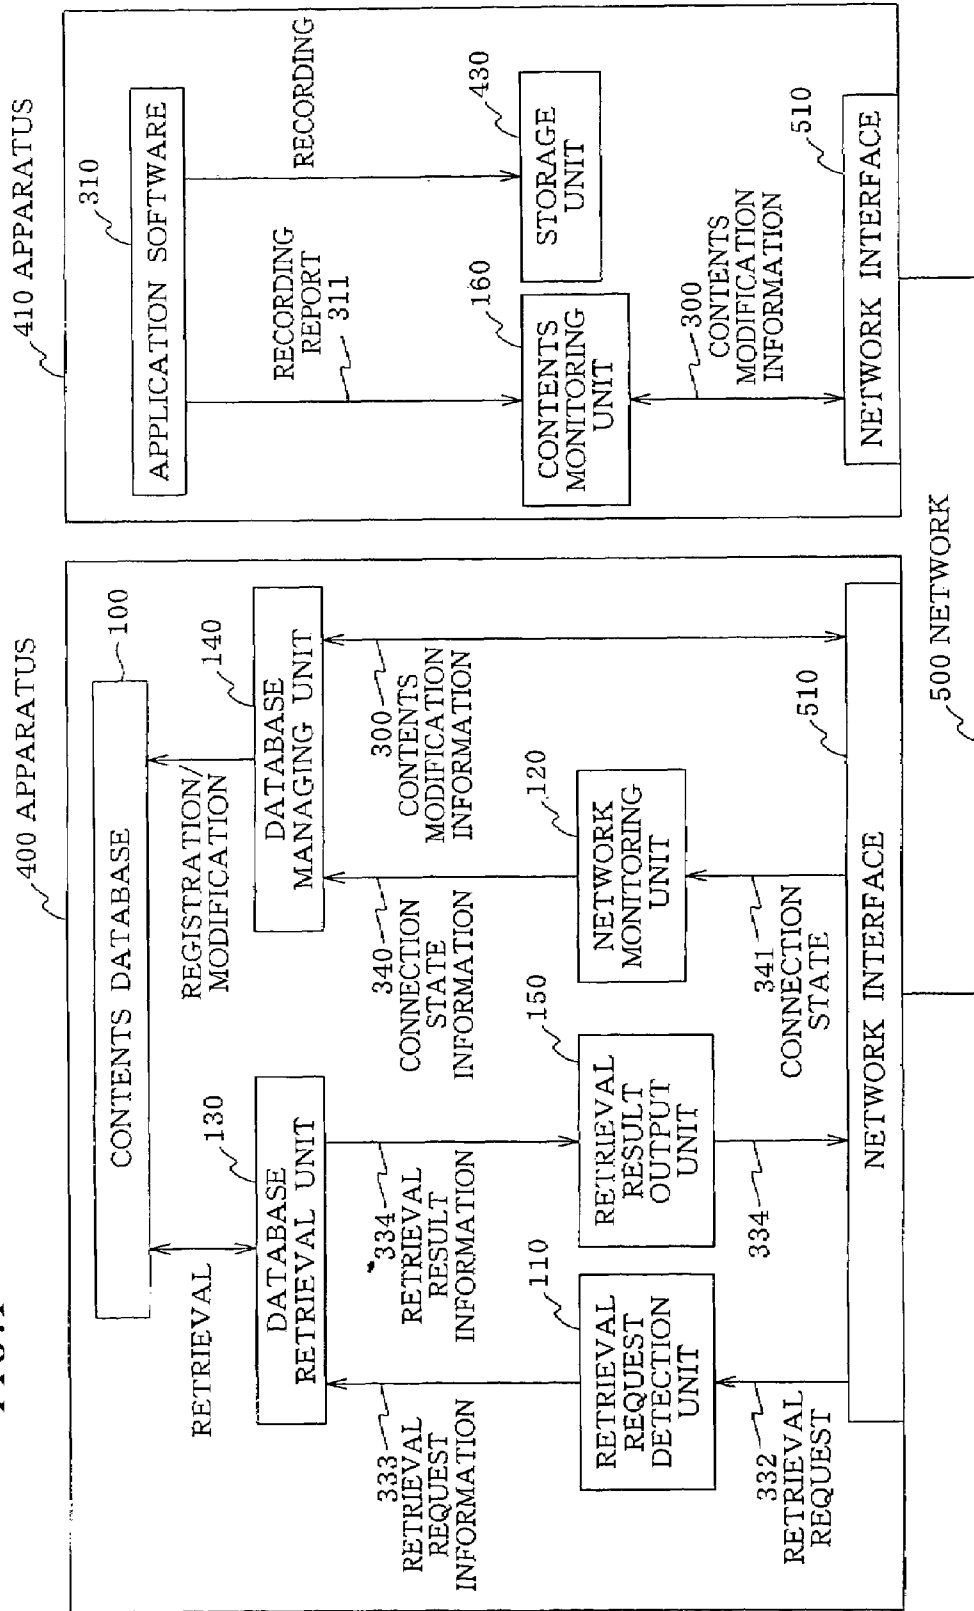 400 APPARATUS
CONTENTS DATABASE
100
RETRIEVAL
REGISTRATION/
MODIFICATION
130
DATABASE
RETRIEVAL UNIT
140
DATABASE
MANAGING UNIT
333
RETRIEVAL
REQUEST
INFORMATION
334
RETRIEVAL
RESULT
INFORMATION
340
CONNECTION
STATE
INFORMATION
300
CONTENTS
MODIFICATION
INFORMATION
110
RETRIEVAL
REQUEST
DETECTION
UNIT
150
RETRIEVAL
RESULT
OUTPUT
UNIT
120
NETWORK
MONITORING
UNIT
332
RETRIEVAL
REQUEST
334
341
CONNECTION
STATE
510
NETWORK INTERFACE
410 APPARATUS
310
APPLICATION SOFTWARE
RECORDING
REPORT
311
RECORDING
160
CONTENTS
MONITORING
UNIT
430
STORAGE
UNIT
300
CONTENTS
MODIFICATION
INFORMATION
510
NETWORK INTERFACE
500 NETWORK